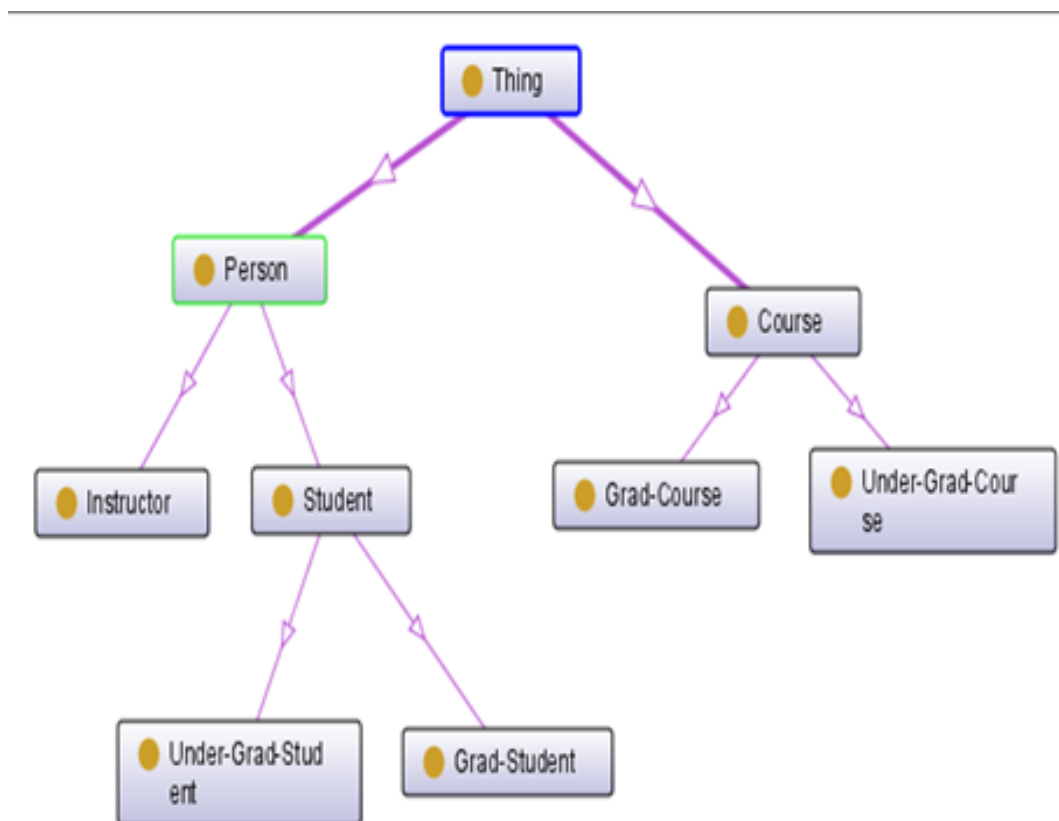 Thing
Person
Course
Instructor
Student
Grad-Course
Under-Grad-Cour
se
Under-Grad-Stud
ent
Grad-Student